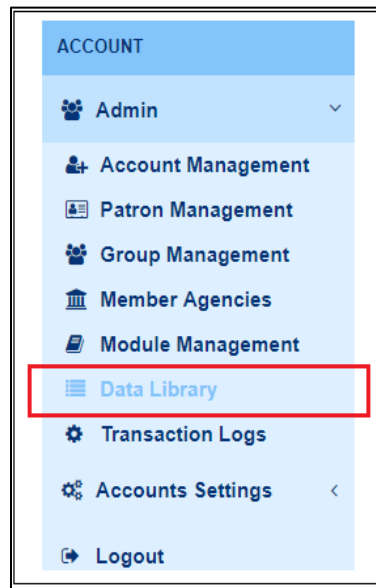 ACCOUNT
Admin
Account Management
Patron Management
Group Management
Member Agencies
Module Management
Data Library
Transaction Logs
Accounts Settings
Logout